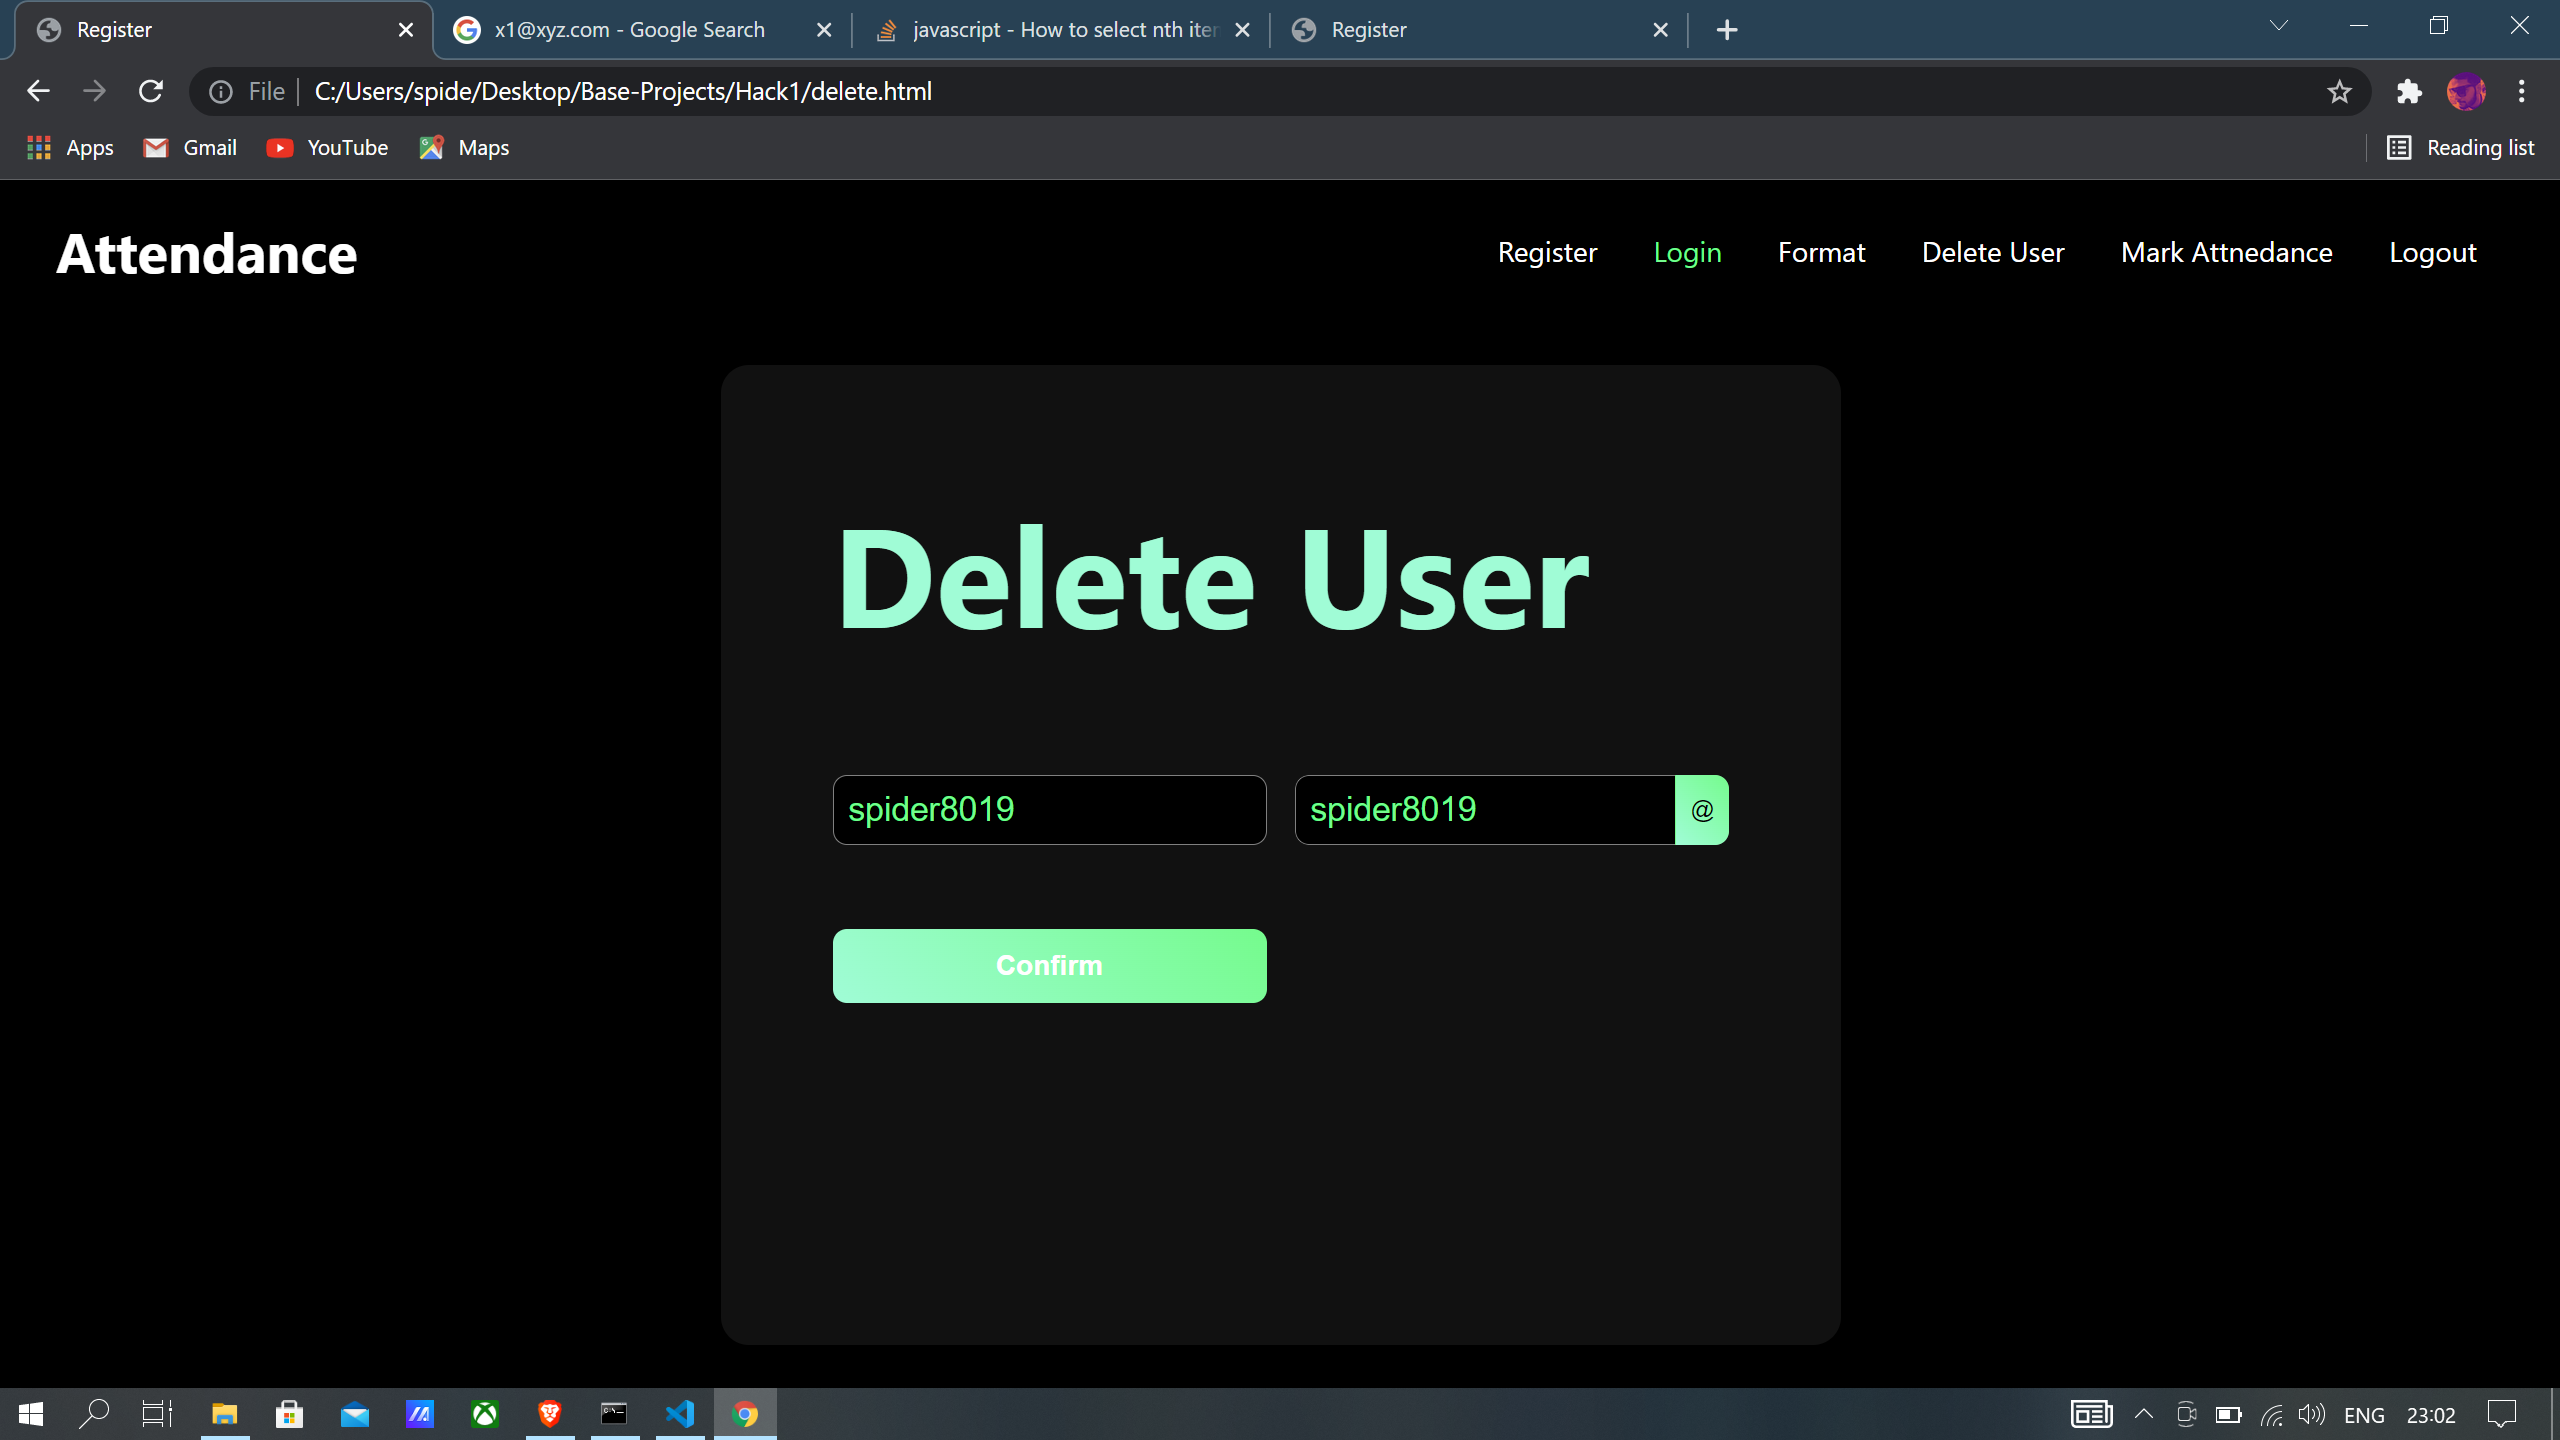 Register
x1@xyz.com - Google Search
javascript - How to select nth iter
Register
File
C:/Users/spide/Desktop/Base-Projects/Hack1/delete.html
Apps
Gmail
YouTube
Maps
Reading list
Attendance
Register
Login
Format
Delete User
Mark Attnedance
Logout
Delete User
spider8019
spider8019
@
Confirm
ENG
23:02